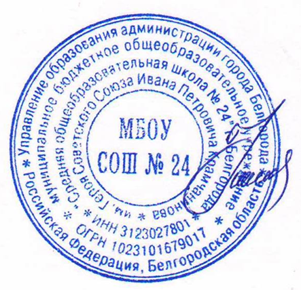 * Управление образования администрации города Белгорода
* Российская Федерация, Белгородская область
муниципальное бюджетное общеобразовательное учреждение
* "Средняя общеобразовательная школа № 24"
им. Героя Советского Союза Ивана Петровича
г. Белгорода
* ИНН 3123027801 *
ОГРН 1023101679017 *
МБОУ
СОШ № 24